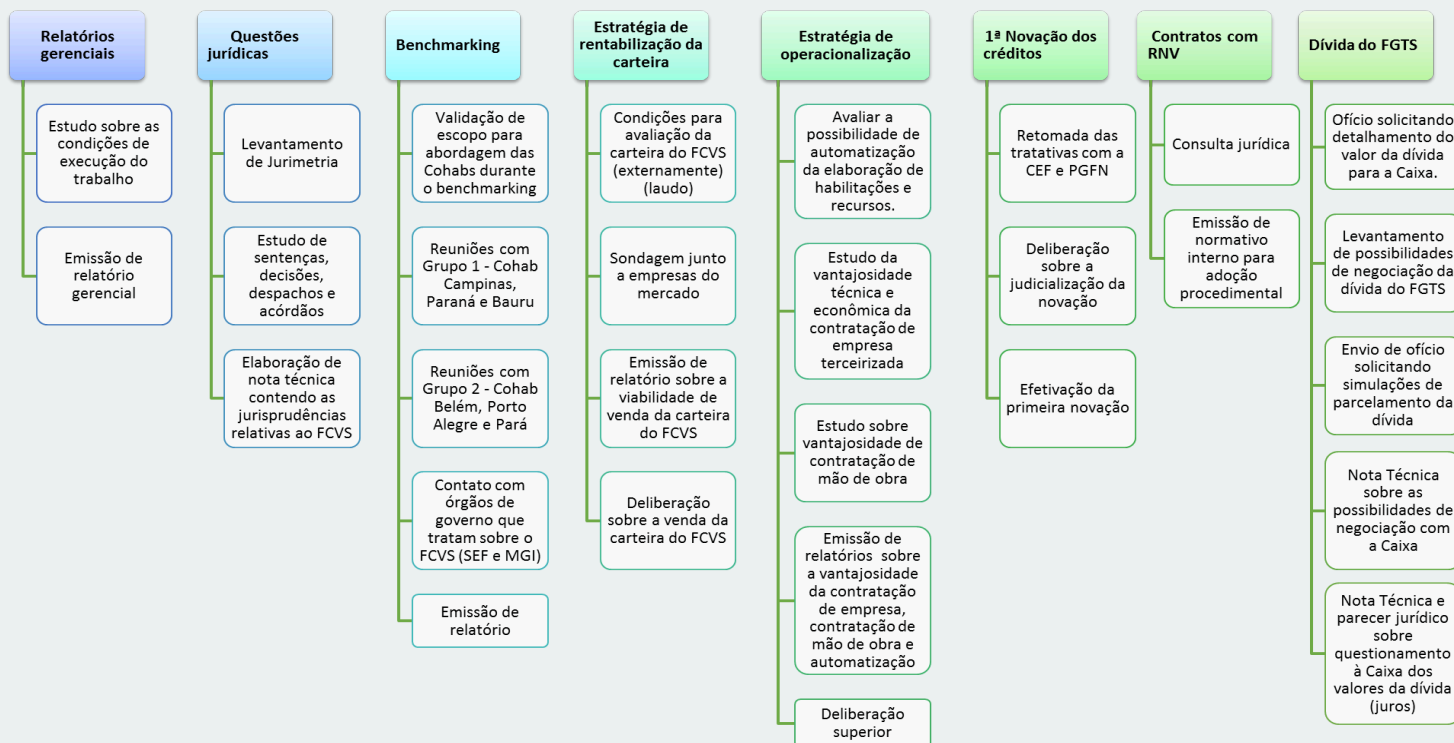 Relatórios
gerenciais
Estudo sobre as
condições de
execução do
trabalho
Emissão de
relatório
gerencial
Questões
jurídicas
Levantamento
de Jurimetria
Estudo de
sentenças,
decisões,
despachos e
acórdãos
Elaboração de
nota técnica
contendo as
jurisprudências
relativas ao FCVS
Benchmarking
Validação de
escopo para
abordagem das
Cohabs durante
o benchmarking
Reuniões com
Grupo 1 - Cohab
Campinas,
Paraná e Bauru
Reuniões com
Grupo 2 - Cohab
Belém, Porto
Alegre e Pará
Contato com
órgãos de
governo que
tratam sobre o
FCVS (SEF e MGI)
Emissão de
relatório
Estratégia de
rentabilização da
carteira
Condições para
avaliação da
carteira do FCVS
(externamente)
(laudo)
Sondagem junto
a empresas do
mercado
Emissão de
relatório sobre a
viabilidade de
venda da carteira
do FCVS
Deliberação
sobre a venda da
carteira do FCVS
Estratégia de
operacionalização
Avaliar a
possibilidade de
automatização
da elaboração de
habilitações e
recursos.
Estudo da
vantajosidade
técnica e
econômica da
contratação de
empresa
terceirizada
Estudo sobre
vantajosidade de
contratação de
mão de obra
Emissão de
relatórios sobre
a vantajosidade
da contratação
de empresa,
contratação de
mão de obra e
automatização
Deliberação
superior
1ª Novação dos
créditos
Retomada das
tratativas com a
CEF e PGFN
Deliberação
sobre a
judicialização da
novação
Efetivação da
primeira novação
Contratos com
RNV
Consulta jurídica
Emissão de
normativo
interno para
adoção
procedimental
Dívida do FGTS
Ofício solicitando
detalhamento do
valor da dívida
para a Caixa.
Levantamento
de possibilidades
de negociação da
dívida do FGTS
Envio de ofício
solicitando
simulações de
parcelamento da
dívida
Nota Técnica
sobre as
possibilidades de
negociação com
a Caixa
Nota Técnica e
parecer jurídico
sobre
questionamento
à Caixa dos
valores da dívida
(juros)